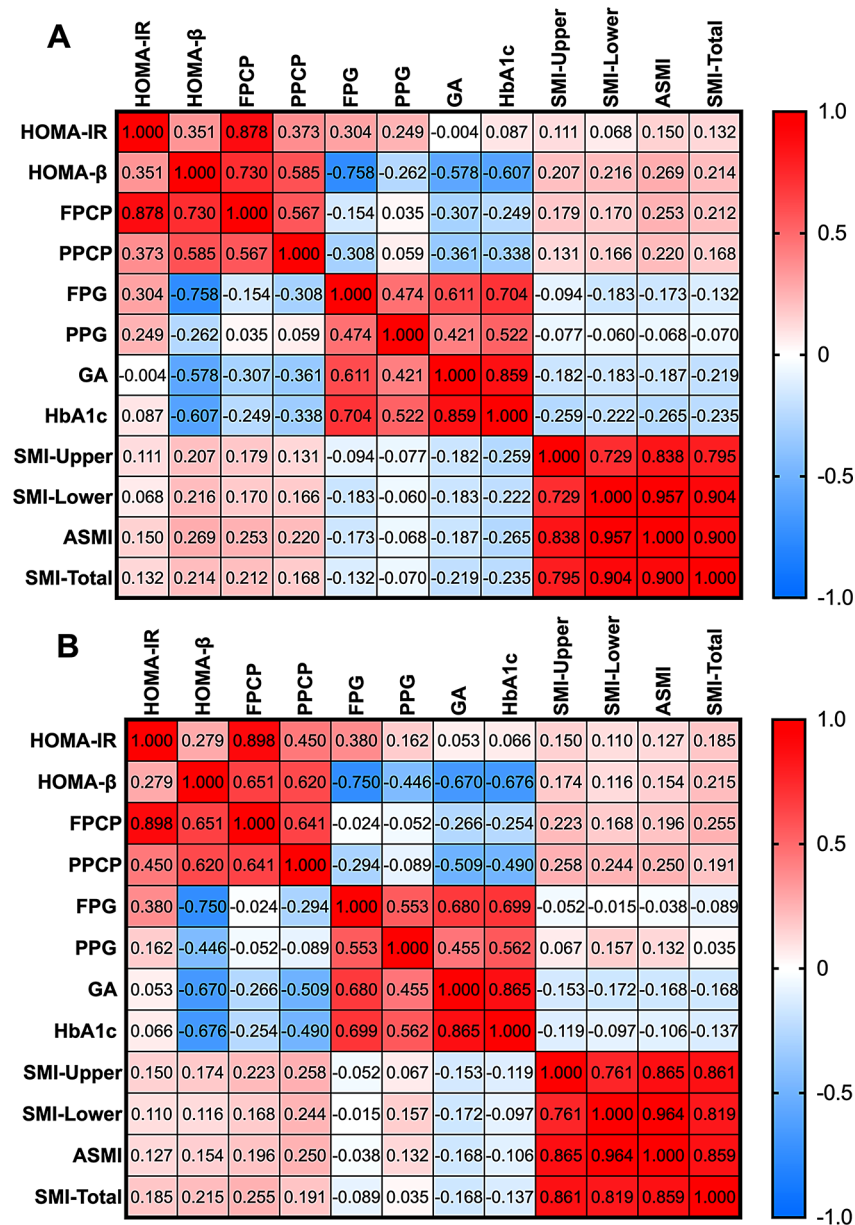 A
HOMA-IR HOMA-β FPCP PPCP FPG PPG GA HbA1c SMI-Upper SMI-Lower ASMI SMI-Total
HOMA-IR 1.000 0.351 0.878 0.373 0.304 0.249 -0.004 0.087 0.111 0.068 0.150 0.132
HOMA-β 0.351 1.000 0.730 0.585 -0.758 -0.262 -0.578 -0.607 0.207 0.216 0.269 0.214
FPCP 0.878 0.730 1.000 0.567 -0.154 0.035 -0.307 -0.249 0.179 0.170 0.253 0.212
PPCP 0.373 0.585 0.567 1.000 -0.308 0.059 -0.361 -0.338 0.131 0.166 0.220 0.168
FPG 0.304 -0.758 -0.154 -0.308 1.000 0.474 0.611 0.704 -0.094 -0.183 -0.173 -0.132
PPG 0.249 -0.262 0.035 0.059 0.474 1.000 0.421 0.522 -0.077 -0.060 -0.068 -0.070
GA -0.004 -0.578 -0.307 -0.361 0.611 0.421 1.000 0.859 -0.182 -0.183 -0.187 -0.219
HbA1c 0.087 -0.607 -0.249 -0.338 0.704 0.522 0.859 1.000 -0.259 -0.222 -0.265 -0.235
SMI-Upper 0.111 0.207 0.179 0.131 -0.094 -0.077 -0.182 -0.259 1.000 0.729 0.838 0.795
SMI-Lower 0.068 0.216 0.170 0.166 -0.183 -0.060 -0.183 -0.222 0.729 1.000 0.957 0.904
ASMI 0.150 0.269 0.253 0.220 -0.173 -0.068 -0.187 -0.265 0.838 0.957 1.000 0.900
SMI-Total 0.132 0.214 0.212 0.168 -0.132 -0.070 -0.219 -0.235 0.795 0.904 0.900 1.000
1.0
0.5
0
-0.5
-1.0
B
HOMA-IR HOMA-β FPCP PPCP FPG PPG GA HbA1c SMI-Upper SMI-Lower ASMI SMI-Total
HOMA-IR 1.000 0.279 0.898 0.450 0.380 0.162 0.053 0.066 0.150 0.110 0.127 0.185
HOMA-β 0.279 1.000 0.651 0.620 -0.750 -0.446 -0.670 -0.676 0.174 0.116 0.154 0.215
FPCP 0.898 0.651 1.000 0.641 -0.024 -0.052 -0.266 -0.254 0.223 0.168 0.196 0.255
PPCP 0.450 0.620 0.641 1.000 -0.294 -0.089 -0.509 -0.490 0.258 0.244 0.250 0.191
FPG 0.380 -0.750 -0.024 -0.294 1.000 0.553 0.680 0.699 -0.052 -0.015 -0.038 -0.089
PPG 0.162 -0.446 -0.052 -0.089 0.553 1.000 0.455 0.562 0.067 0.157 0.132 0.035
GA 0.053 -0.670 -0.266 -0.509 0.680 0.455 1.000 0.865 -0.153 -0.172 -0.168 -0.168
HbA1c 0.066 -0.676 -0.254 -0.490 0.699 0.562 0.865 1.000 -0.119 -0.097 -0.106 -0.137
SMI-Upper 0.150 0.174 0.223 0.258 -0.052 0.067 -0.153 -0.119 1.000 0.761 0.865 0.861
SMI-Lower 0.110 0.116 0.168 0.244 -0.015 0.157 -0.172 -0.097 0.761 1.000 0.964 0.819
ASMI 0.127 0.154 0.196 0.250 -0.038 0.132 -0.168 -0.106 0.865 0.964 1.000 0.859
SMI-Total 0.185 0.215 0.255 0.191 -0.089 0.035 -0.168 -0.137 0.861 0.819 0.859 1.000
1.0
0.5
0
-0.5
-1.0